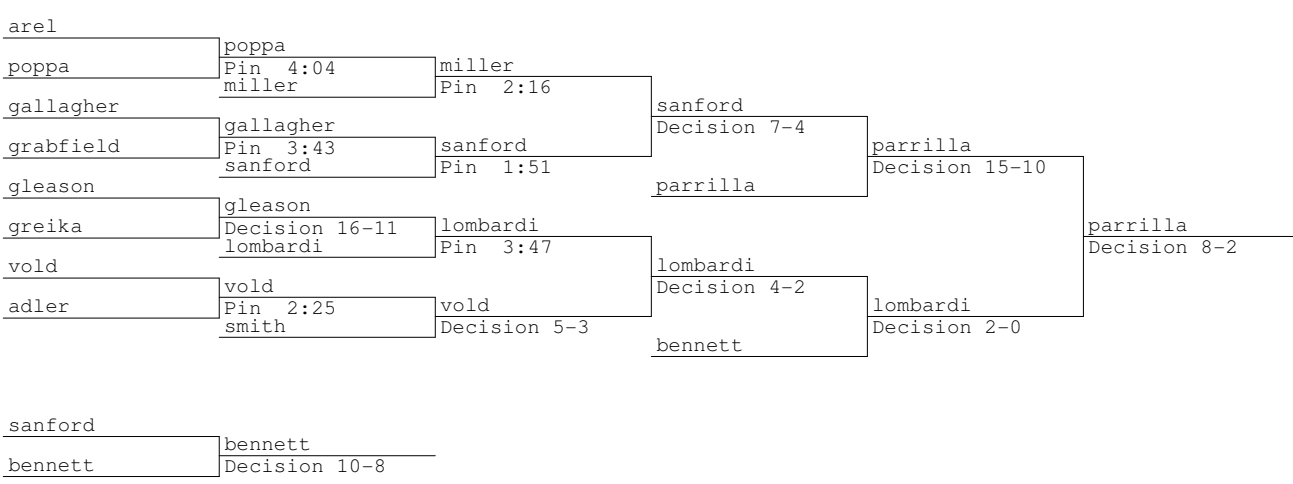 arel
poppa
poppa
Pin 4:04
miller
miller
Pin 2:16
gallagher
gallagher
grabfield
Pin 3:43
sanford
sanford
Pin 1:51
sanford
Decision 7-4
parrilla
parrilla
Decision 15-10
gleason
gleason
greika
Decision 16-11
lombardi
lombardi
Pin 3:47
vold
vold
adler
Pin 2:25
smith
vold
Decision 5-3
lombardi
Decision 4-2
bennett
lombardi
Decision 2-0
parrilla
Decision 8-2
sanford
bennett
bennett
Decision 10-8